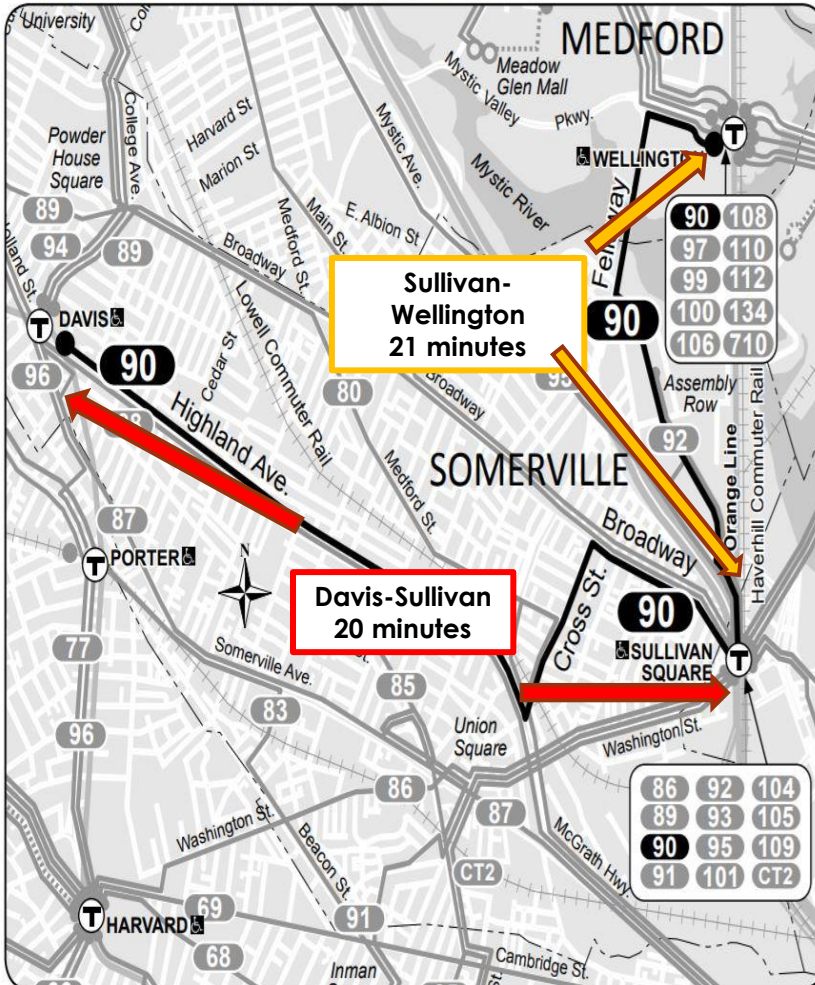 University
MEDFORD
Meadow
Glen Mall
Mystic Valley
Pkwy.
College Ave.
Harvard St
Marion St
Powder
House
Square
Mystic Ave.
Mystic River
T
WELLINGTON
Medford St.
Main St.
E. Albion St
89
94
89
Broadway
90 108
97 110
99 112
100 134
106 710
Sullivan-
Wellington
21 minutes
90
T
DAVIS
90
96
Cedar St
Lowell Commuter Rail
80
Broadway
95
Assembly
Row
92
Highland Ave.
Medford St.
SOMERVILLE
Orange Line
Haverhill Commuter Rail
87
T
PORTER
N
Broadway
Davis-Sullivan
20 minutes
Cross St.
90
SULLIVAN
SQUARE
T
77
Somerville Ave.
83
85
Union
Square
Washington St.
96
86
87
Washington St.
Beacon St.
McGrath Hwy.
86 92 104
89 93 105
90 95 109
91 101 CT2
CT2
T
HARVARD
69
68
91
Cambridge St.
Inman